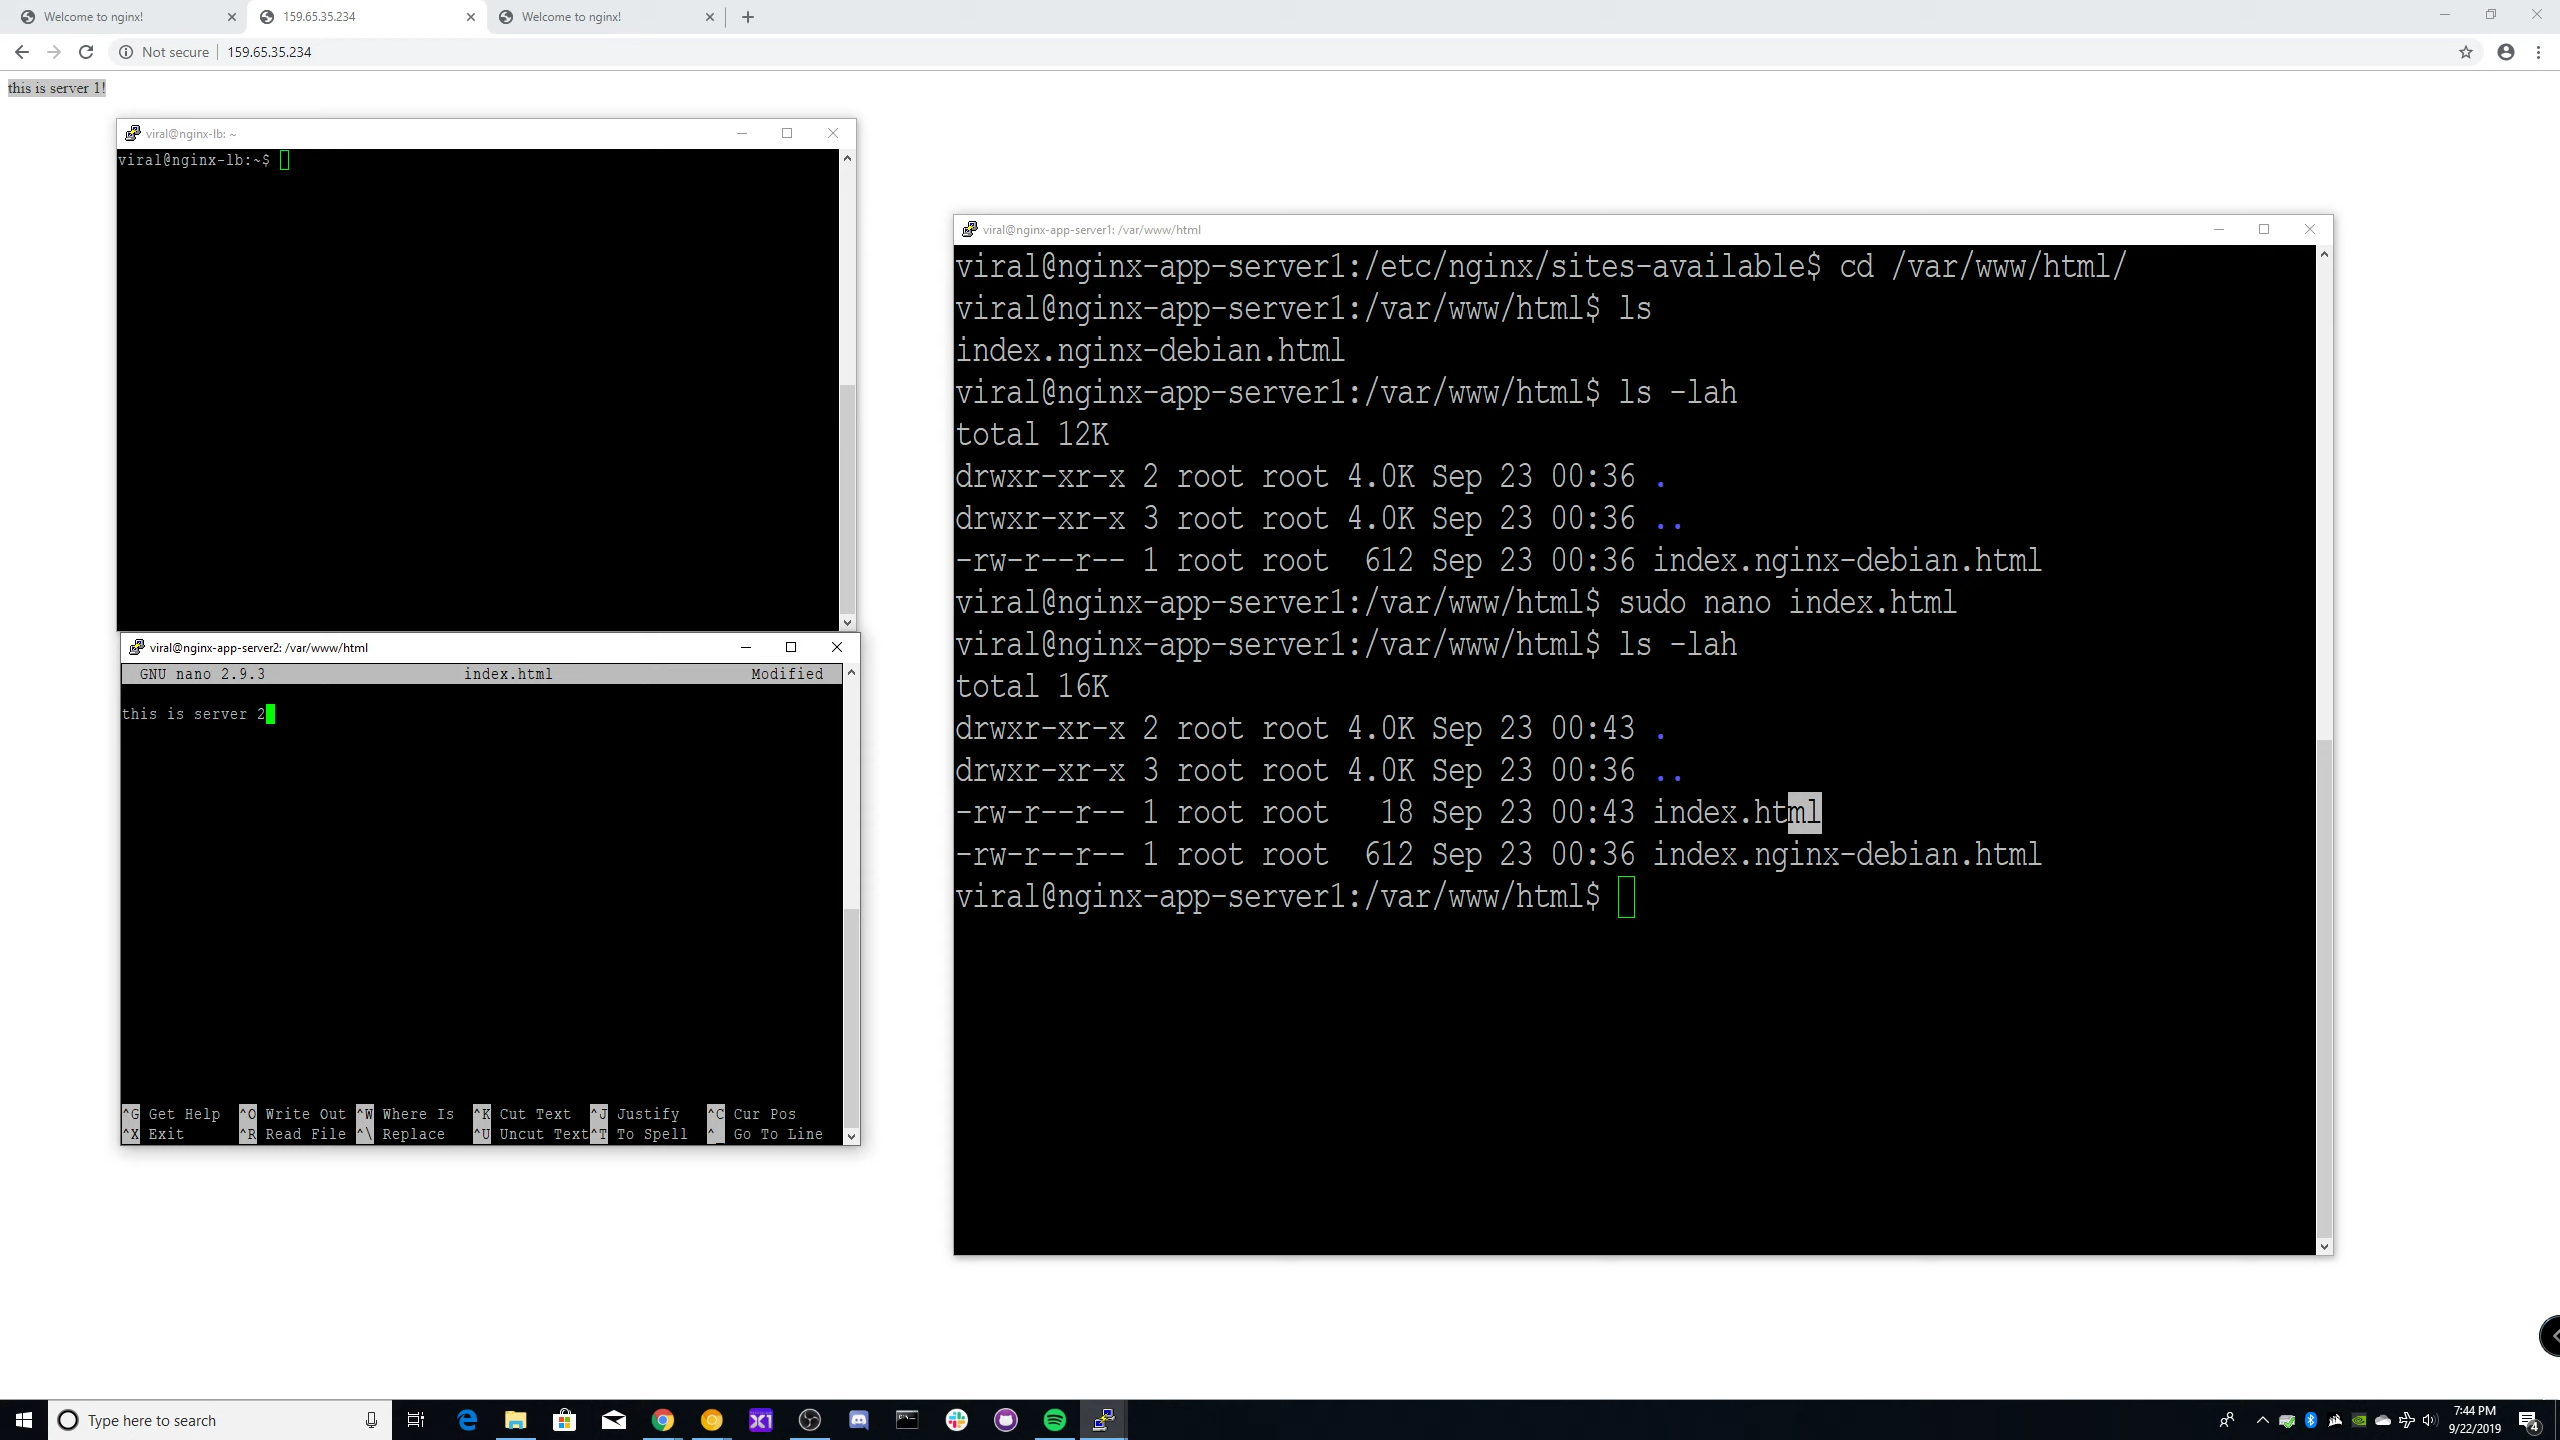 Welcome to nginx!
159.65.35.234
Welcome to nginx!
Not secure
159.65.35.234
this is server 1!
viral@nginx-lb: ~
viral@nginx-lb:~$
viral@nginx-app-server2: /var/www/html
GNU nano 2.9.3 index.html Modified
this is server 2
^G Get Help ^O Write Out ^W Where Is ^K Cut Text ^J Justify ^C Cur Pos
^X Exit ^R Read File ^\ Replace ^U Uncut Text ^T To Spell ^_ Go To Line
viral@nginx-app-server1: /var/www/html
viral@nginx-app-server1:/etc/nginx/sites-available$ cd /var/www/html/
viral@nginx-app-server1:/var/www/html$ ls
index.nginx-debian.html
viral@nginx-app-server1:/var/www/html$ ls -lah
total 12K
drwxr-xr-x 2 root root 4.0K Sep 23 00:36 .
drwxr-xr-x 3 root root 4.0K Sep 23 00:36 ..
-rw-r--r-- 1 root root  612 Sep 23 00:36 index.nginx-debian.html
viral@nginx-app-server1:/var/www/html$ sudo nano index.html
viral@nginx-app-server1:/var/www/html$ ls -lah
total 16K
drwxr-xr-x 2 root root 4.0K Sep 23 00:43 .
drwxr-xr-x 3 root root 4.0K Sep 23 00:36 ..
-rw-r--r-- 1 root root   18 Sep 23 00:43 index.html
-rw-r--r-- 1 root root  612 Sep 23 00:36 index.nginx-debian.html
viral@nginx-app-server1:/var/www/html$
Type here to search
7:44 PM
9/22/2019
4